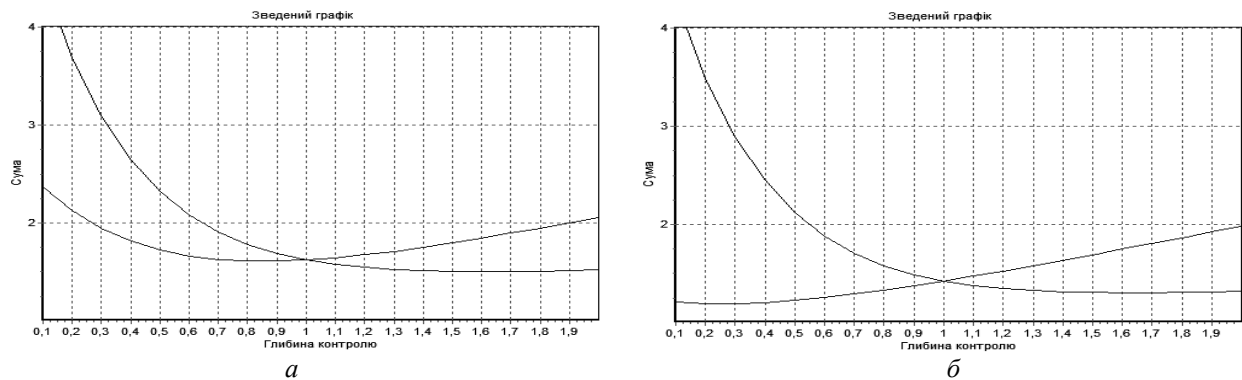 Зведений графік
4
3
2
Сума
0,1 0,2 0,3 0,4 0,5 0,6 0,7 0,8 0,9 1 1,1 1,2 1,3 1,4 1,5 1,6 1,7 1,8 1,9
Глибина контролю
а
Зведений графік
4
3
2
Сума
0,1 0,2 0,3 0,4 0,5 0,6 0,7 0,8 0,9 1 1,1 1,2 1,3 1,4 1,5 1,6 1,7 1,8 1,9
Глибина контролю
б